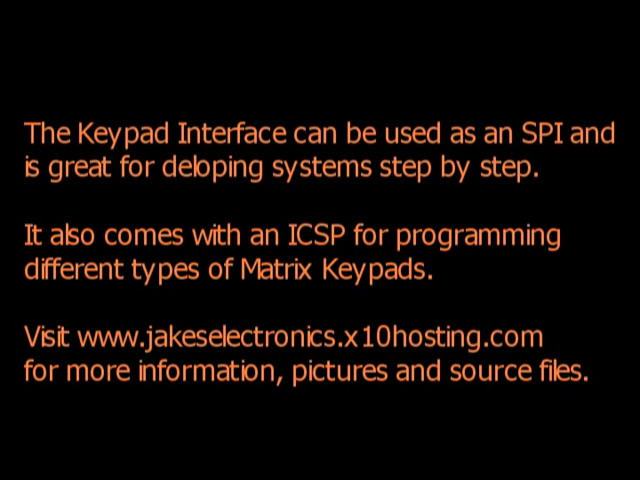 The Keypad Interface can be used as an SPI and
is great for deloping systems step by step.
It also comes with an ICSP for programming
different types of Matrix Keypads.
Visit www.jakeselectronics.x10hosting.com
for more information, pictures and source files.